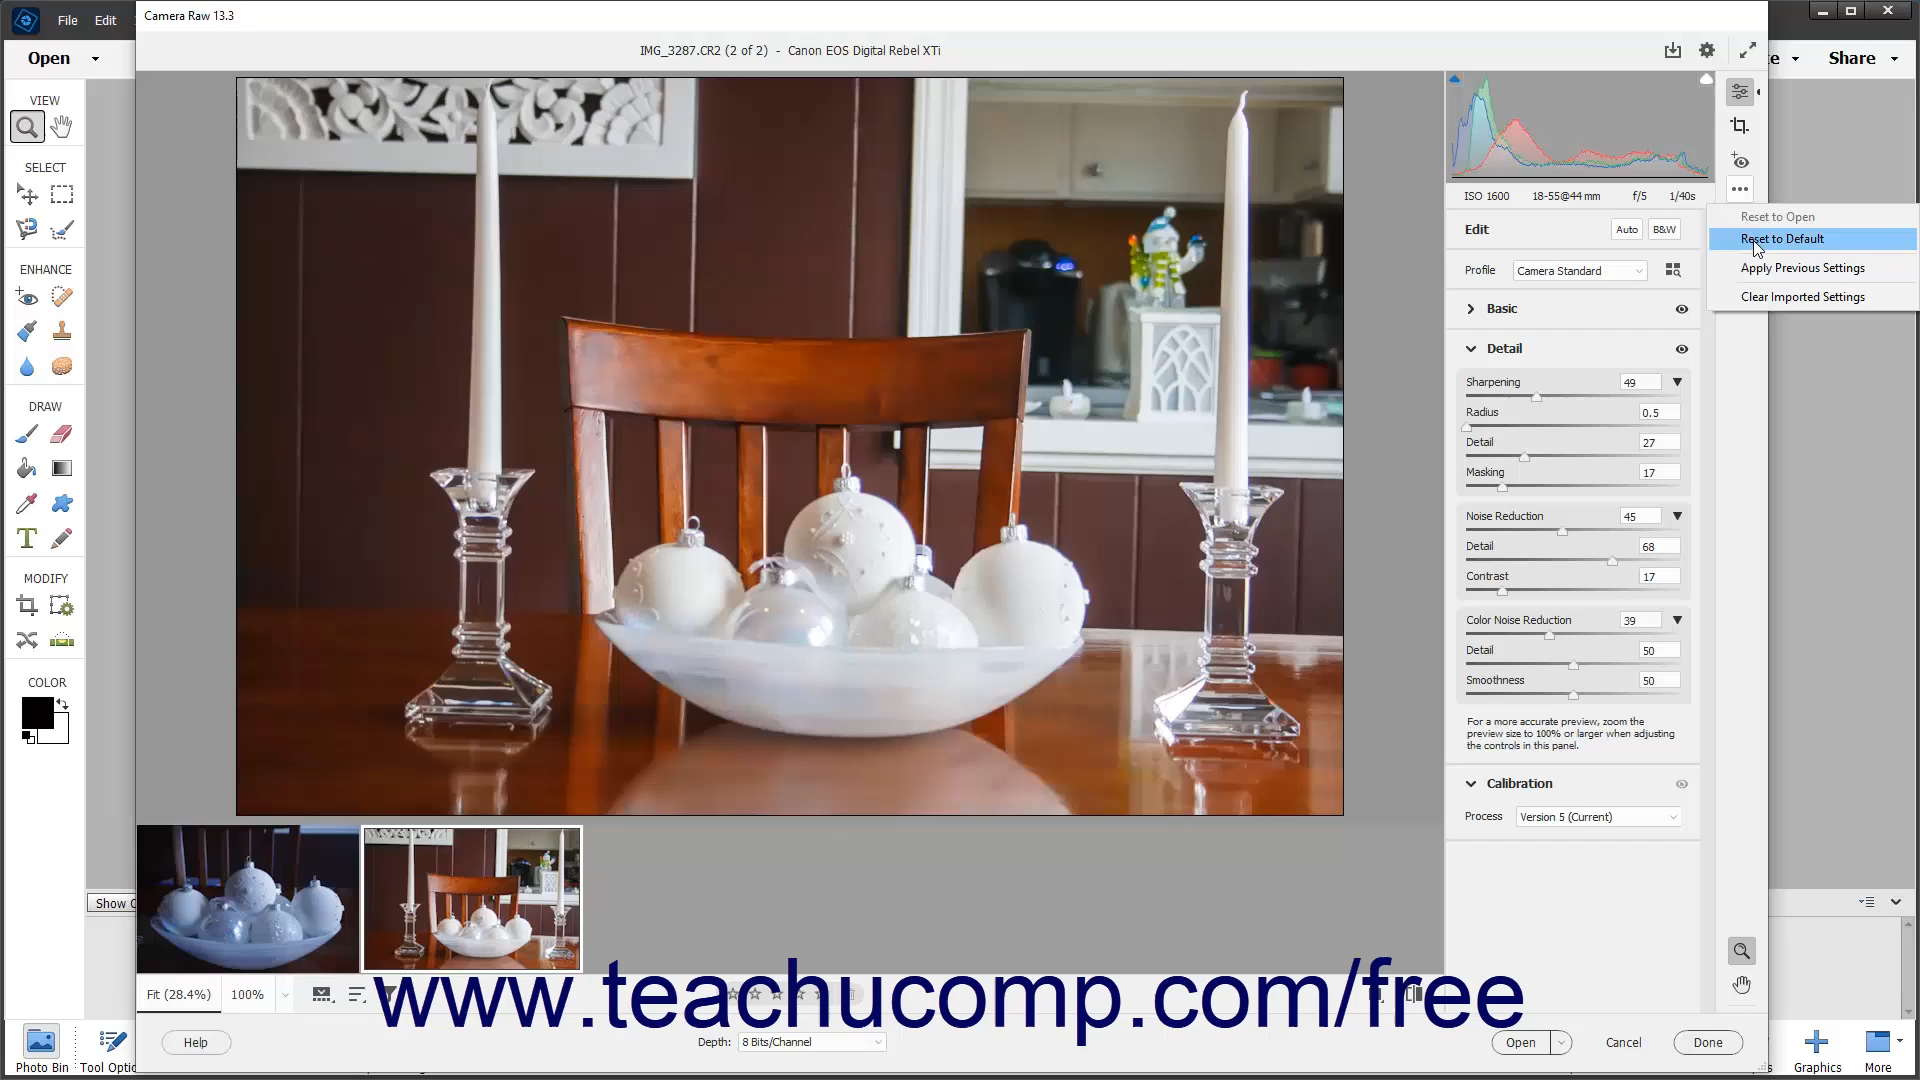 Camera Raw 13.3
File Edit
IMG_3287.CR2 (2 of 2) - Canon EOS Digital Rebel XTi
Open
Share
VIEW
SELECT
ENHANCE
DRAW
MODIFY
COLOR
ISO 1600 18-55@44 mm f/5 1/40s
Reset to Open
Reset to Default
Apply Previous Settings
Clear Imported Settings
Edit Auto B&W
Profile Camera Standard
Basic
Detail
Sharpening 49
Radius 0.5
Detail 27
Masking 17
Noise Reduction 45
Detail 68
Contrast 17
Color Noise Reduction 39
Detail 50
Smoothness 50
For a more accurate preview, zoom the
preview size to 100% or larger when adjusting
the controls in this panel.
Calibration
Process Version 5 (Current)
Show
Fit (28.4%) 100%
www.teachucomp.com/free
Help
Depth: 8 Bits/Channel
Open Cancel Done
Photo Bin Tool Optio
Graphics More